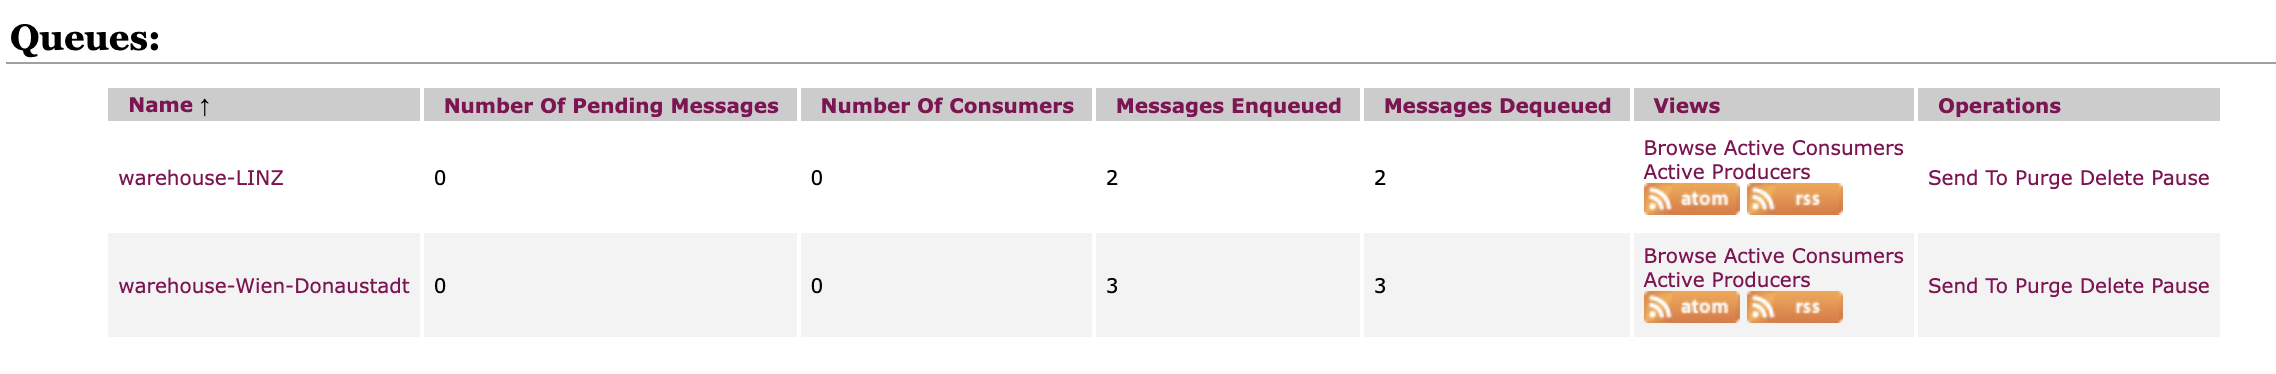 Queues:
Name ↑ Number Of Pending Messages Number Of Consumers Messages Enqueued Messages Dequeued Views Operations
warehouse-LINZ 0 0 2 2 Browse Active Consumers
Active Producers
atom rss Send To Purge Delete Pause
warehouse-Wien-Donaustadt 0 0 3 3 Browse Active Consumers
Active Producers
atom rss Send To Purge Delete Pause